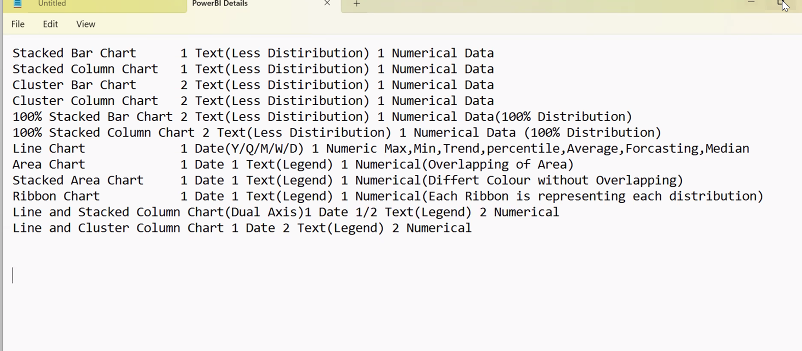 Untitled PowerBI Details × +
File Edit View
Stacked Bar Chart 1 Text(Less Distiribution) 1 Numerical Data
Stacked Column Chart 1 Text(Less Distiribution) 1 Numerical Data
Cluster Bar Chart 2 Text(Less Distiribution) 1 Numerical Data
Cluster Column Chart 2 Text(Less Distiribution) 1 Numerical Data
100% Stacked Bar Chart 2 Text(Less Distiribution) 1 Numerical Data(100% Distribution)
100% Stacked Column Chart 2 Text(Less Distiribution) 1 Numerical Data (100% Distribution)
Line Chart 1 Date(Y/Q/M/W/D) 1 Numeric Max,Min,Trend,percentile,Average,Forcasting,Median
Area Chart 1 Date 1 Text(Legend) 1 Numerical(Overlapping of Area)
Stacked Area Chart 1 Date 1 Text(Legend) 1 Numerical(Differt Colour without Overlapping)
Ribbon Chart 1 Date 1 Text(Legend) 1 Numerical(Each Ribbon is representing each distribution)
Line and Stacked Column Chart(Dual Axis)1 Date 1/2 Text(Legend) 2 Numerical
Line and Cluster Column Chart 1 Date 2 Text(Legend) 2 Numerical